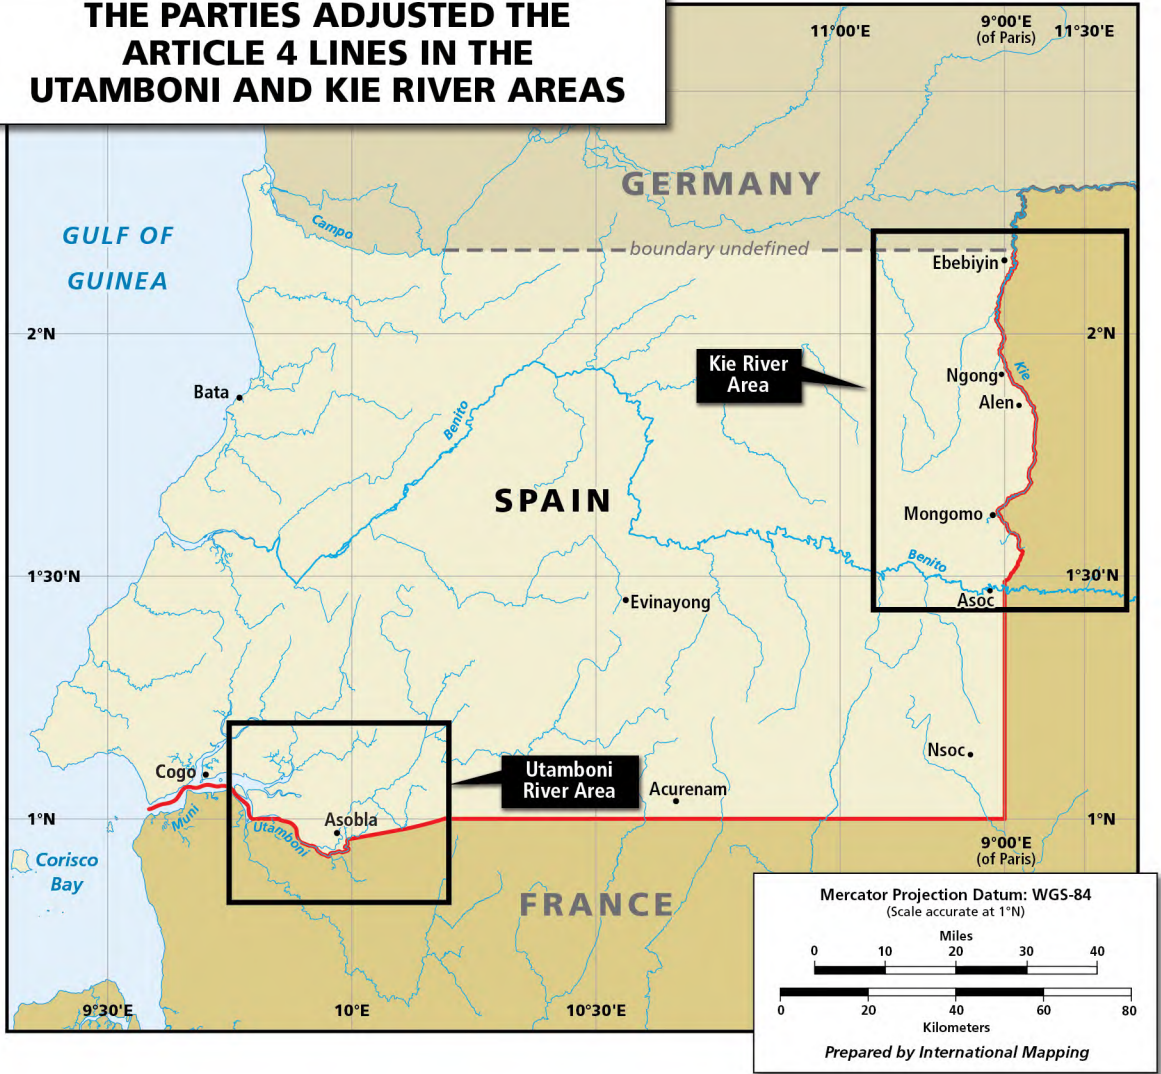 THE PARTIES ADJUSTED THE
ARTICLE 4 LINES IN THE
UTAMBONI AND KIE RIVER AREAS
11°00'E
9°00'E
(of Paris)
11°30'E
GERMANY
Campo
GULF OF
GUINEA
boundary undefined
Ebebiyin
2°N
2°N
Kie River
Area
Kie
Ngong
Alen
Bata
Benito
SPAIN
Mongomo
Benito
1°30'N
1°30'N
Asoc
Evinayong
Nsoc
Cogo
Utamboni
River Area
Acurenam
Muni
Asobla
Utamboni
1°N
1°N
9°00'E
(of Paris)
Corisco
Bay
FRANCE
9°30'E
10°E
10°30'E
Mercator Projection Datum: WGS-84
(Scale accurate at 1°N)
Miles
0 10 20 30 40
0 20 40 60 80
Kilometers
Prepared by International Mapping